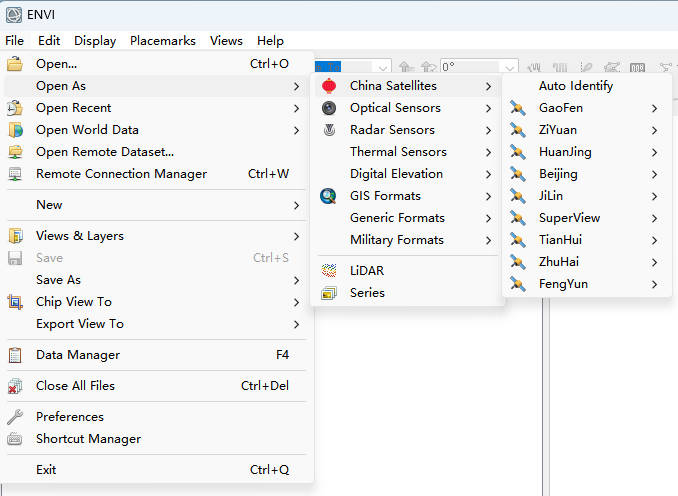 ENVI
File Edit Display Placemarks Views Help
Open... Ctrl+O
Open As
Open Recent
Open World Data
Open Remote Dataset...
Remote Connection Manager Ctrl+W
New
Views & Layers
Save Ctrl+S
Save As
Chip View To
Export View To
Data Manager F4
Close All Files Ctrl+Del
Preferences
Shortcut Manager
Exit Ctrl+Q
0°
China Satellites
Optical Sensors
Radar Sensors
Thermal Sensors
Digital Elevation
GIS Formats
Generic Formats
Military Formats
LiDAR
Series
Auto Identify
GaoFen
ZiYuan
HuanJing
Beijing
JiLin
SuperView
TianHui
ZhuHai
FengYun